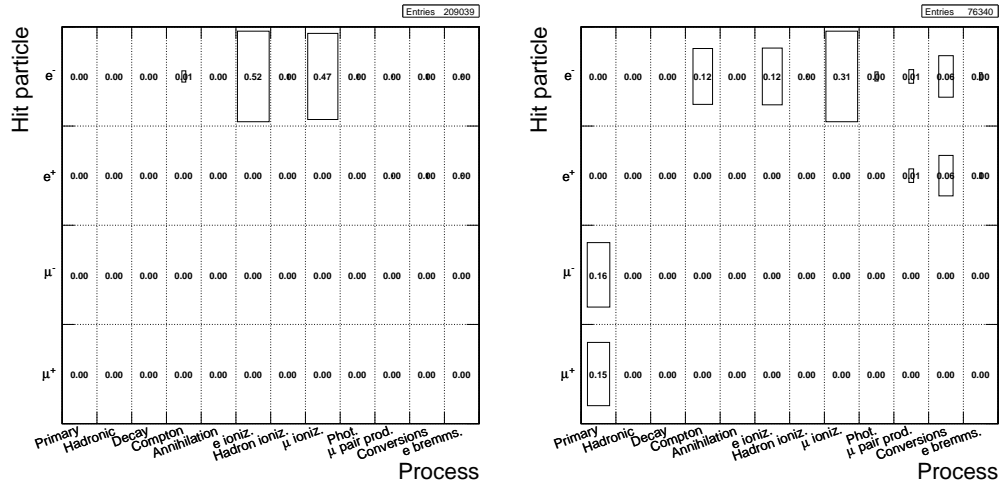 Entries 209039
Hit particle
e-
0.00 0.00 0.00 0.01 0.00 0.52 0.00 0.47 0.00 0.00 0.00 0.00
e+
0.00 0.00 0.00 0.00 0.00 0.00 0.00 0.00 0.00 0.00 0.00 0.00
μ-
0.00 0.00 0.00 0.00 0.00 0.00 0.00 0.00 0.00 0.00 0.00 0.00
μ+
0.00 0.00 0.00 0.00 0.00 0.00 0.00 0.00 0.00 0.00 0.00 0.00
Primary Hadronic Decay Compton Annihilation e ioniz. Hadron ioniz. μ ioniz. Phot. μ pair prod. Conversions e bremms.
Process
Entries 76340
Hit particle
e-
0.00 0.00 0.00 0.12 0.00 0.12 0.00 0.31 0.00 0.01 0.06 0.00
e+
0.00 0.00 0.00 0.00 0.00 0.00 0.00 0.00 0.00 0.01 0.06 0.00
μ-
0.16 0.00 0.00 0.00 0.00 0.00 0.00 0.00 0.00 0.00 0.00 0.00
μ+
0.15 0.00 0.00 0.00 0.00 0.00 0.00 0.00 0.00 0.00 0.00 0.00
Primary Hadronic Decay Compton Annihilation e ioniz. Hadron ioniz. μ ioniz. Phot. μ pair prod. Conversions e bremms.
Process